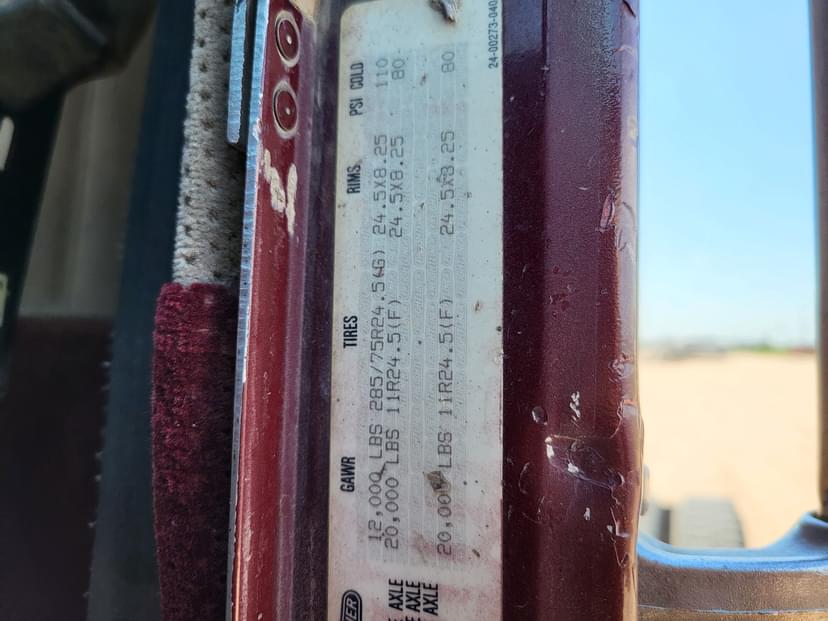 GAWR TIRES RIMS PSI COLD
AXLE 12,000 LBS 285/75R24.5(G) 24.5X8.25 110
AXLE 20,000 LBS 11R24.5(F) 24.5X8.25 80
AXLE 20,000 LBS 11R24.5(F) 24.5X8.25 80
24-00273-040